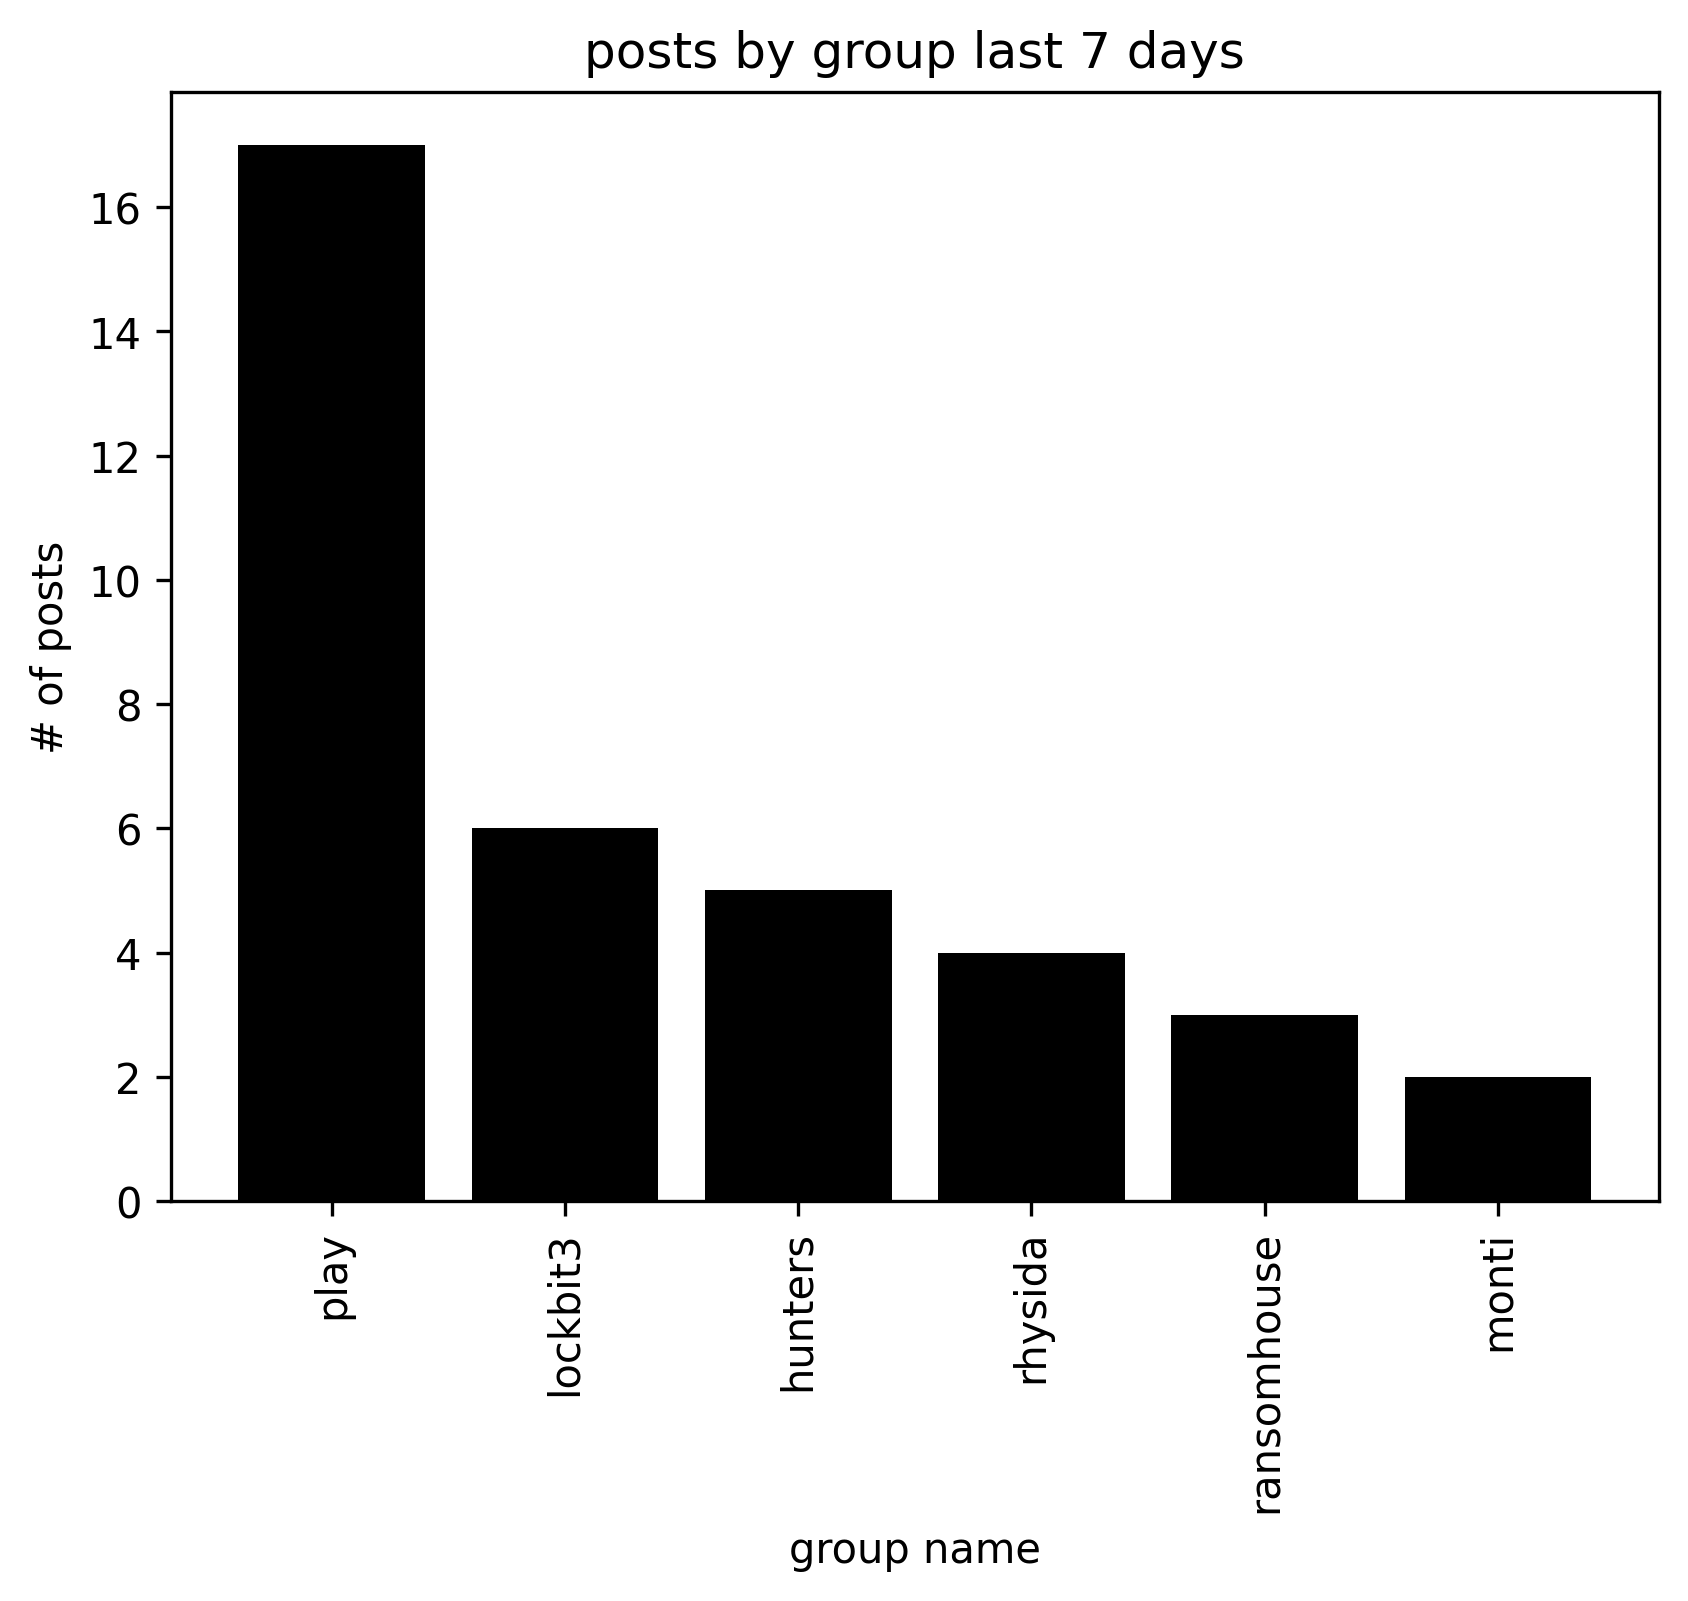 posts by group last 7 days
# of posts
16
14
12
10
8
6
4
2
0
play
lockbit3
hunters
rhysida
ransomhouse
monti
group name